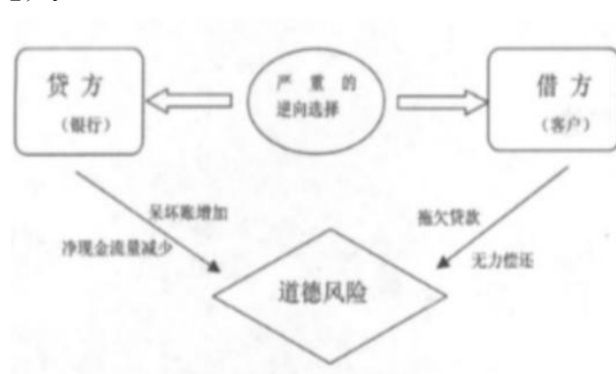 贷 方
（银行）
严 重 的
逆向选择
借 方
（客户）
呆坏账增加
净现金流量减少
拖欠贷款
无力偿还
道德风险